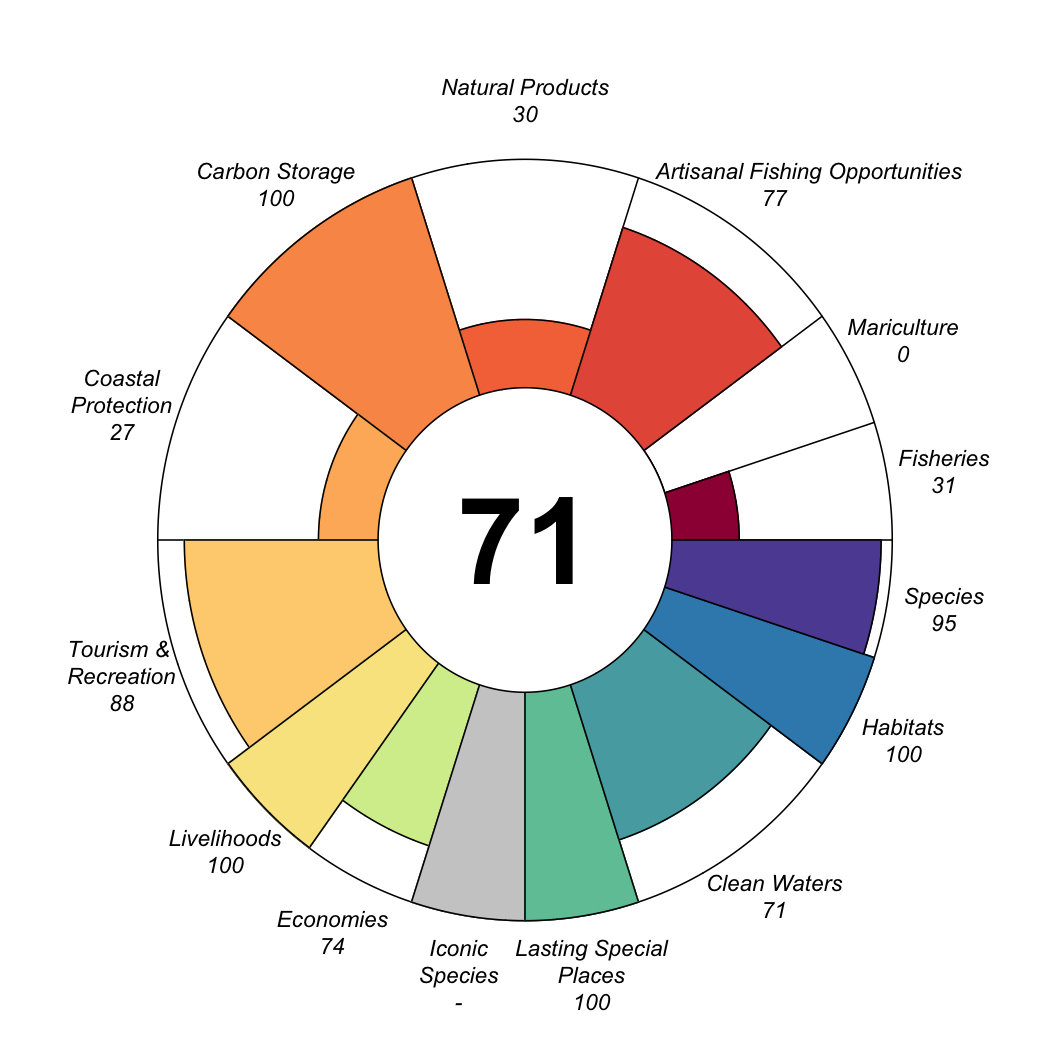 Natural Products
30
Carbon Storage
100
Artisanal Fishing Opportunities
77
Mariculture
0
Coastal
Protection
27
Fisheries
31
71
Species
95
Tourism &
Recreation
88
Habitats
100
Livelihoods
100
Clean Waters
71
Economies
74
Iconic
Species
-
Lasting Special
Places
100